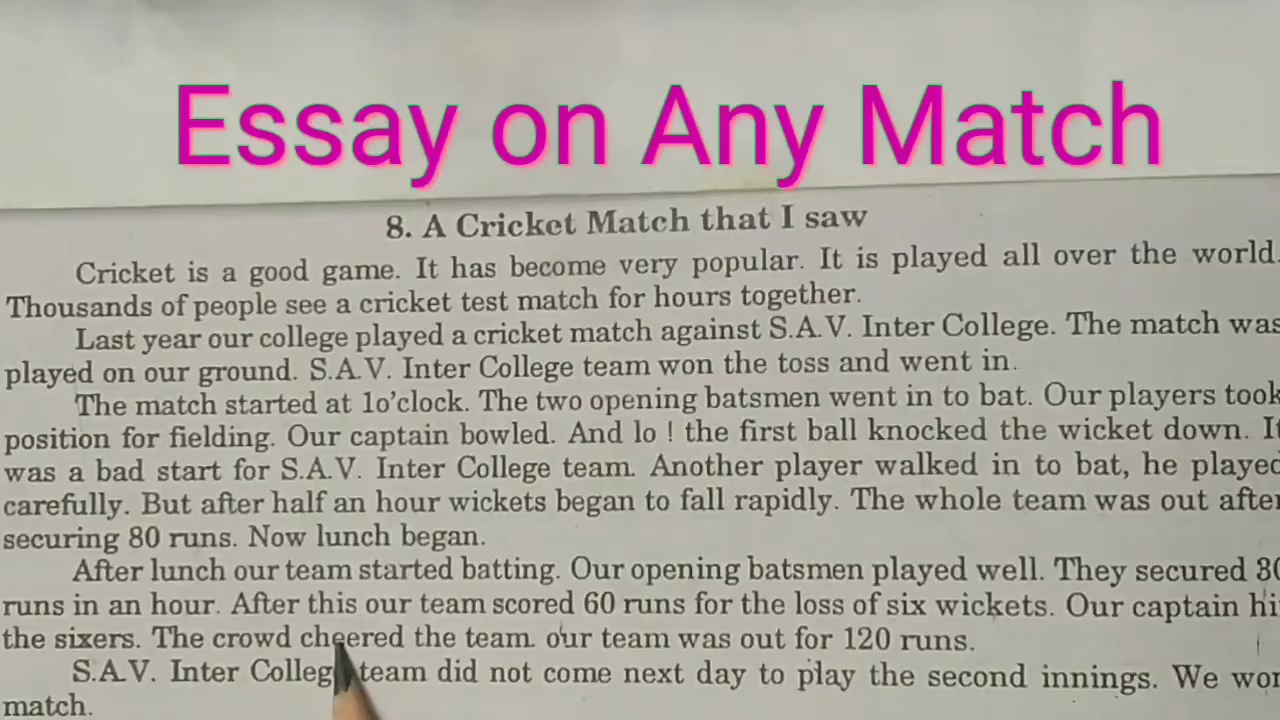 Essay on Any Match
8. A Cricket Match that I saw
Cricket is a good game. It has become very popular. It is played all over the world.
Thousands of people see a cricket test match for hours together.
Last year our college played a cricket match against S.A.V. Inter College. The match was
played on our ground. S.A.V. Inter College team won the toss and went in.
The match started at 1o'clock. The two opening batsmen went in to bat. Our players took
position for fielding. Our captain bowled. And lo ! the first ball knocked the wicket down. It
was a bad start for S.A.V. Inter College team. Another player walked in to bat, he played
carefully. But after half an hour wickets began to fall rapidly. The whole team was out after
securing 80 runs. Now lunch began.
After lunch our team started batting. Our opening batsmen played well. They secured 30
runs in an hour. After this our team scored 60 runs for the loss of six wickets. Our captain hi
the sixers. The crowd cheered the team. our team was out for 120 runs.
S.A.V. Inter College team did not come next day to play the second innings. We wo
match.